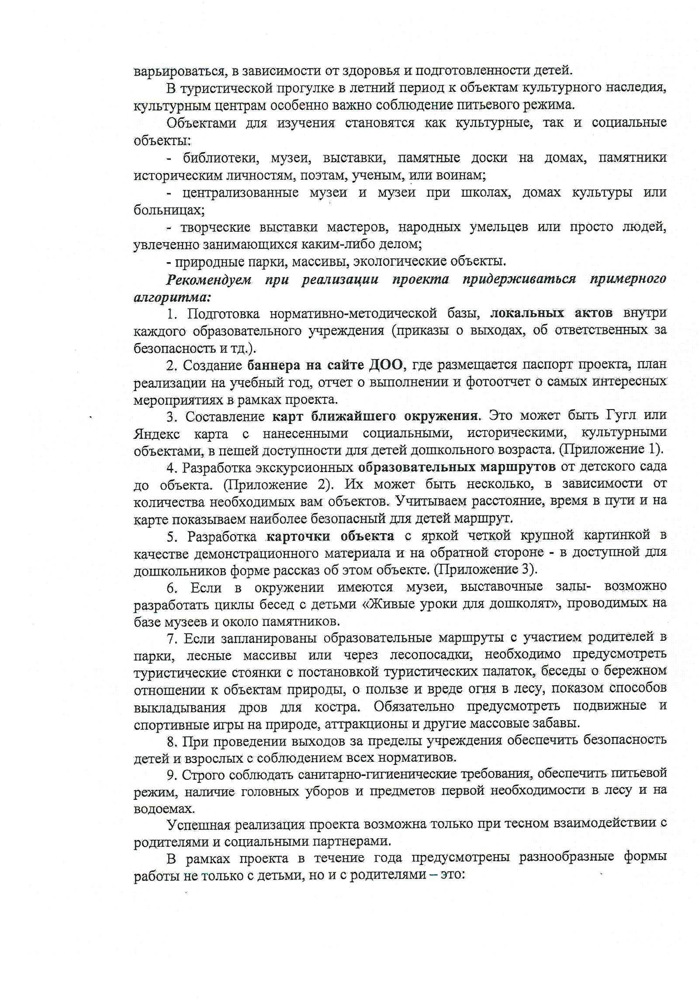 варьироваться, в зависимости от здоровья и подготовленности детей.
В туристической прогулке в летний период к объектам культурного наследия,
культурным центрам особенно важно соблюдение питьевого режима.
Объектами для изучения становятся как культурные, так и социальные
объекты:
- библиотеки, музеи, выставки, памятные доски на домах, памятники
историческим личностям, поэтам, ученым, или воинам;
- централизованные музеи и музеи при школах, домах культуры или
больницах;
- творческие выставки мастеров, народных умельцев или просто людей,
увлеченно занимающихся каким-либо делом;
- природные парки, массивы, экологические объекты.
Рекомендуем при реализации проекта придерживаться примерного
алгоритма:
1. Подготовка нормативно-методической базы, локальных актов внутри
каждого образовательного учреждения (приказы о выходах, об ответственных за
безопасность и тд.).
2. Создание баннера на сайте ДОО, где размещается паспорт проекта, план
реализации на учебный год, отчет о выполнении и фотоотчет о самых интересных
мероприятиях в рамках проекта.
3. Составление карт ближайшего окружения. Это может быть Гугл или
Яндекс карта с нанесенными социальными, историческими, культурными
объектами, в пешей доступности для детей дошкольного возраста. (Приложение 1).
4. Разработка экскурсионных образовательных маршрутов от детского сада
до объекта. (Приложение 2). Их может быть несколько, в зависимости от
количества необходимых вам объектов. Учитываем расстояние, время в пути и на
карте показываем наиболее безопасный для детей маршрут.
5. Разработка карточки объекта с яркой четкой крупной картинкой в
качестве демонстрационного материала и на обратной стороне - в доступной для
дошкольников форме рассказ об этом объекте. (Приложение 3).
6. Если в окружении имеются музеи, выставочные залы- возможно
разработать циклы бесед с детьми «Живые уроки для дошколят», проводимых на
базе музеев и около памятников.
7. Если запланированы образовательные маршруты с участием родителей в
парки, лесные массивы или через лесопосадки, необходимо предусмотреть
туристические стоянки с постановкой туристических палаток, беседы о бережном
отношении к объектам природы, о пользе и вреде огня в лесу, показом способов
выкладывания дров для костра. Обязательно предусмотреть подвижные и
спортивные игры на природе, аттракционы и другие массовые забавы.
8. При проведении выходов за пределы учреждения обеспечить безопасность
детей и взрослых с соблюдением всех нормативов.
9. Строго соблюдать санитарно-гигиенические требования, обеспечить питьевой
режим, наличие головных уборов и предметов первой необходимости в лесу и на
водоемах.
Успешная реализация проекта возможна только при тесном взаимодействии с
родителями и социальными партнерами.
В рамках проекта в течение года предусмотрены разнообразные формы
работы не только с детьми, но и с родителями – это: